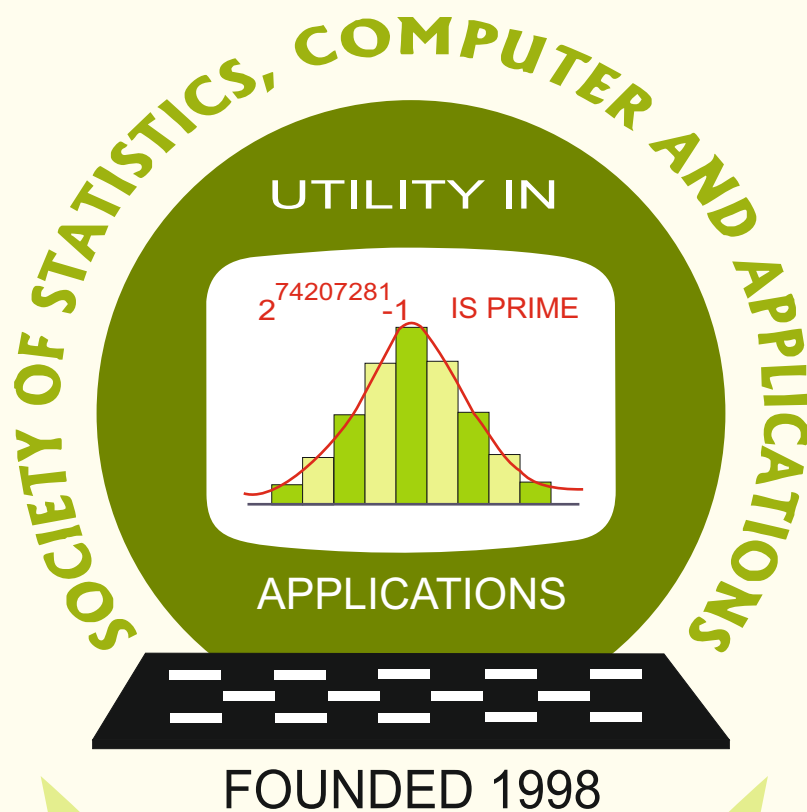 SOCIETY OF STATISTICS, COMPUTER AND APPLICATIONS
UTILITY IN
2^74207281-1 IS PRIME
APPLICATIONS
FOUNDED 1998